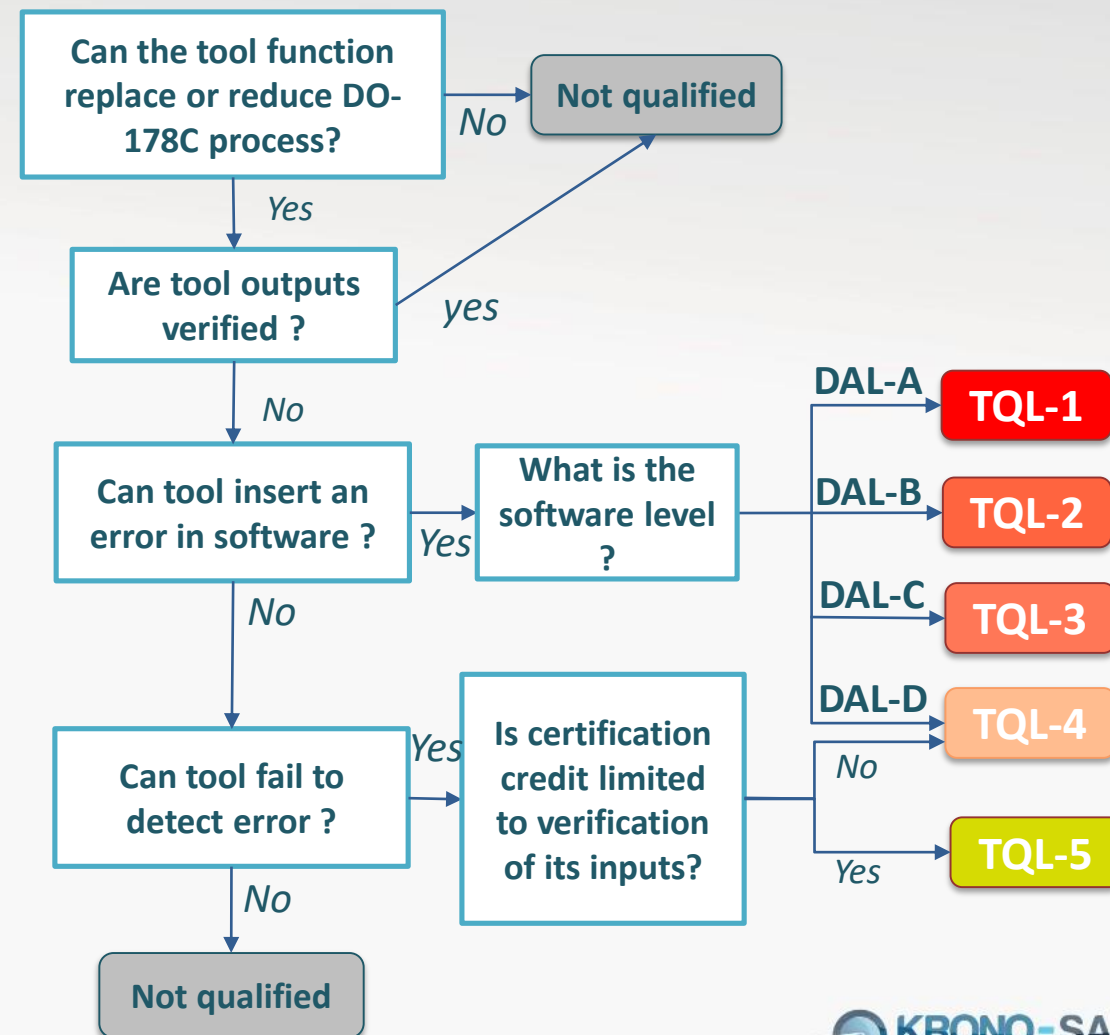 Can the tool function
replace or reduce DO-
178C process?
No
Not qualified
Yes
Are tool outputs
verified ?
yes
No
Can tool insert an
error in software ?
Yes
What is the
software level
?
DAL-A
TQL-1
DAL-B
TQL-2
DAL-C
TQL-3
DAL-D
TQL-4
No
Can tool fail to
detect error ?
Yes
Is certification
credit limited
to verification
of its inputs?
No
Yes
TQL-5
No
Not qualified
KRONO-SA